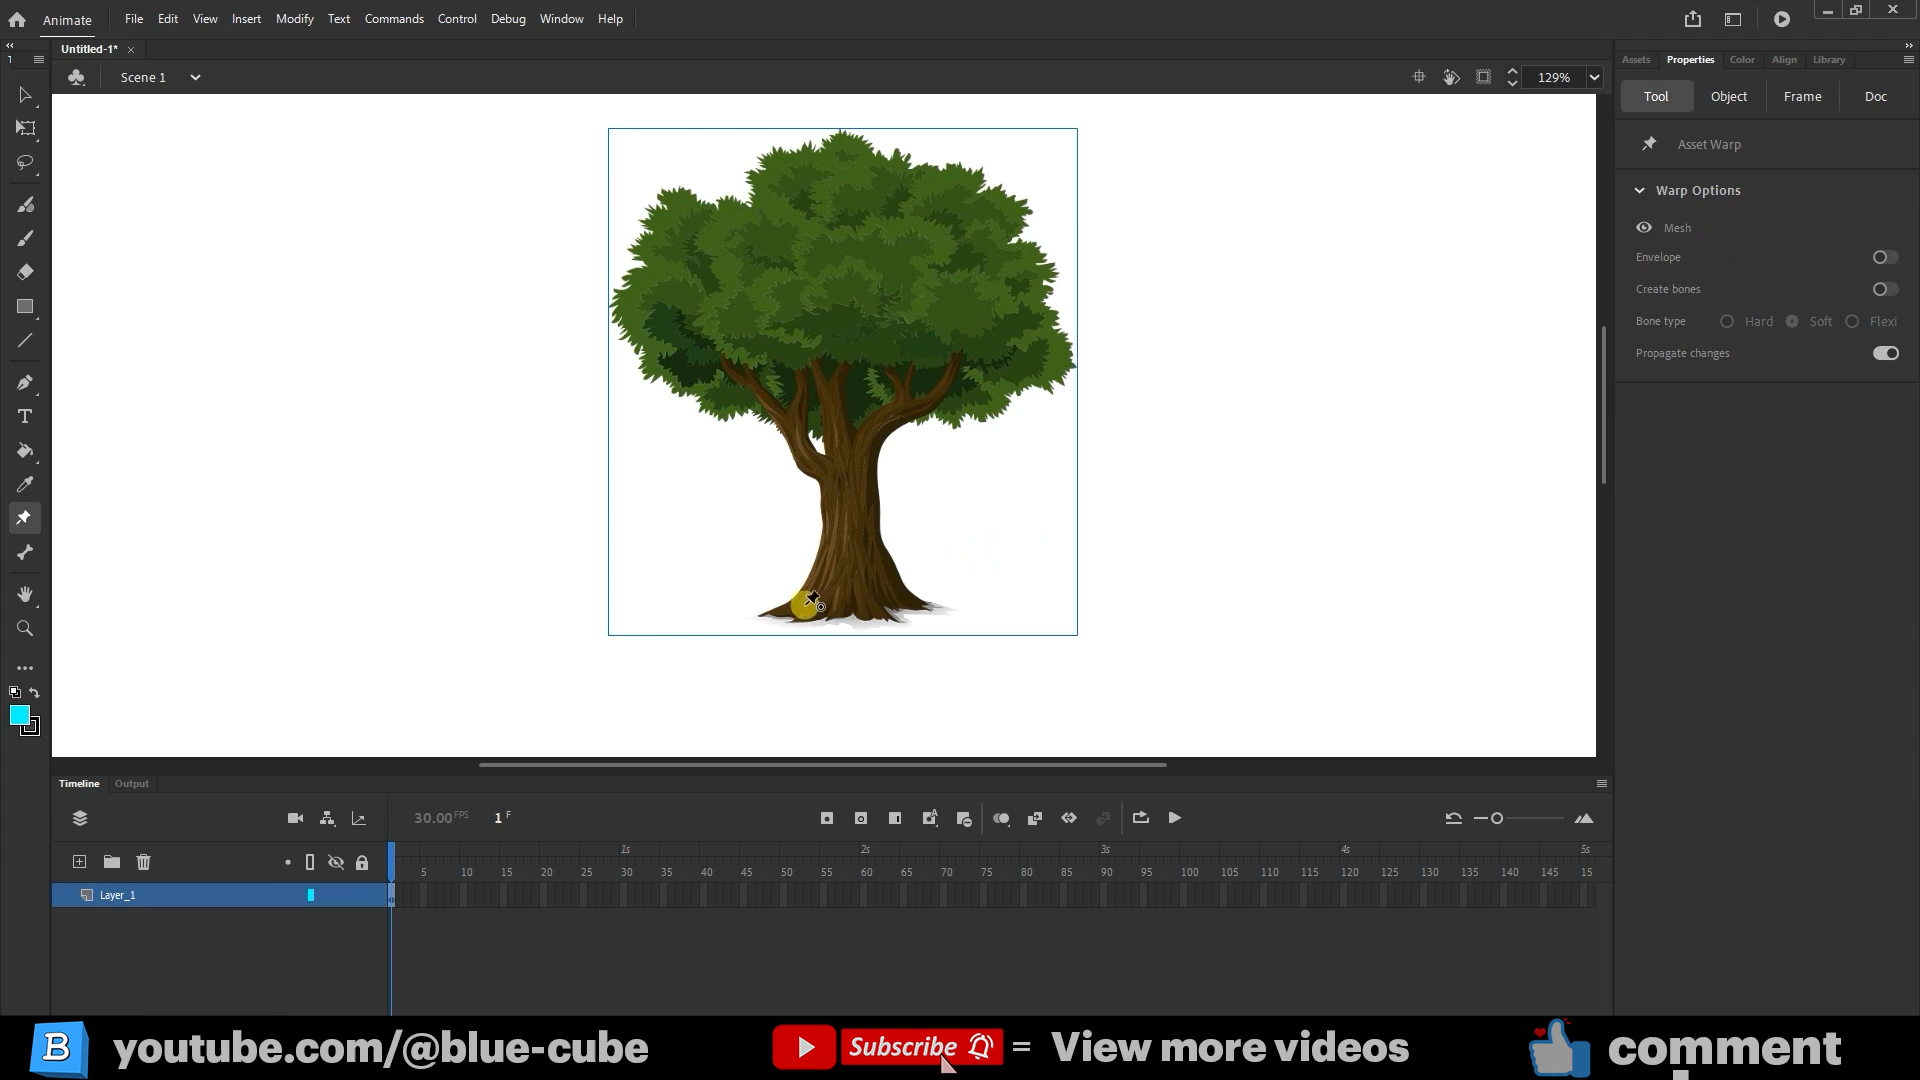 Animate File Edit View Insert Modify Text Commands Control Debug Window Help
Untitled-1* ×
Scene 1 129%
Assets Properties Color Align Library
Tool Object Frame Doc
Asset Warp
Warp Options
Mesh
Envelope
Create bones
Bone type Hard Soft Flexi
Propagate changes
Timeline Output
30.00 FPS 1 F
1s 2s 3s 4s 5s
5 10 15 20 25 30 35 40 45 50 55 60 65 70 75 80 85 90 95 100 105 110 115 120 125 130 135 140 145 15
Layer_1
B youtube.com/@blue-cube Subscribe = View more videos comment